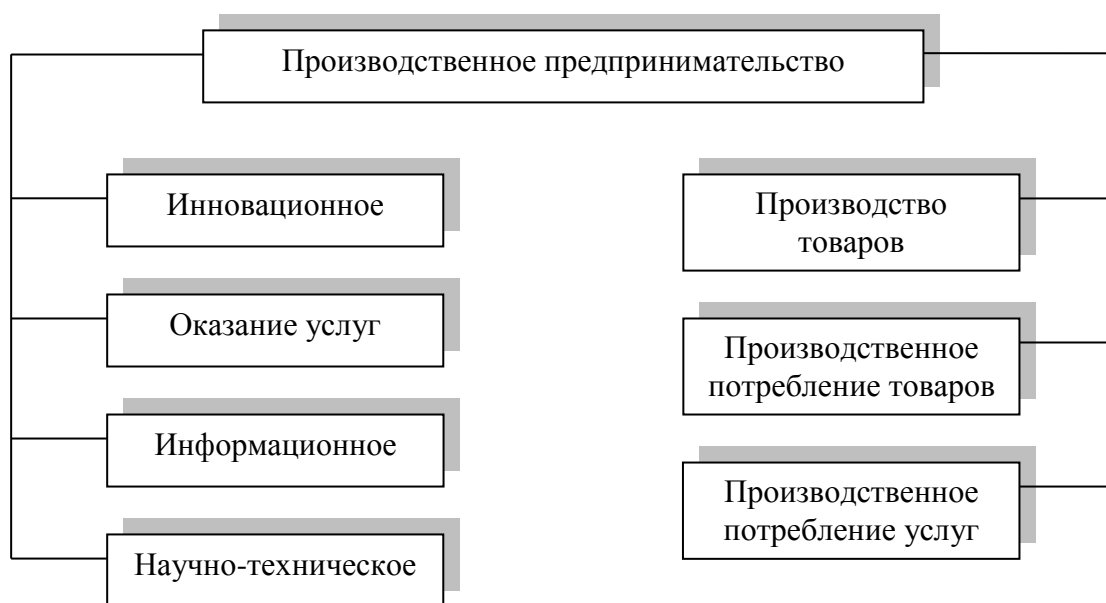 Производственное предпринимательство
Инновационное
Оказание услуг
Информационное
Научно-техническое
Производство
товаров
Производственное
потребление товаров
Производственное
потребление услуг